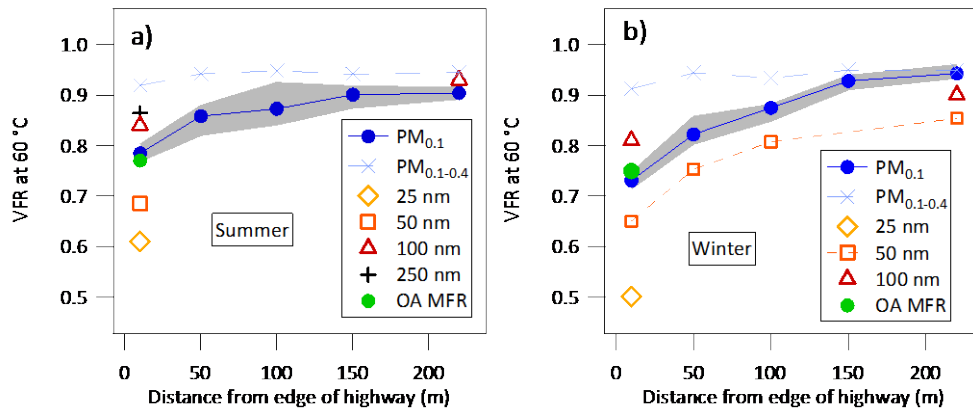 a)
1.0
0.9
0.8
0.7
0.6
0.5
VFR at 60 °C
Summer
PM0.1
PM0.1-0.4
25 nm
50 nm
100 nm
250 nm
OA MFR
0 50 100 150 200
Distance from edge of highway (m)
b)
1.0
0.9
0.8
0.7
0.6
0.5
VFR at 60 °C
Winter
PM0.1
PM0.1-0.4
25 nm
50 nm
100 nm
OA MFR
0 50 100 150 200
Distance from edge of highway (m)